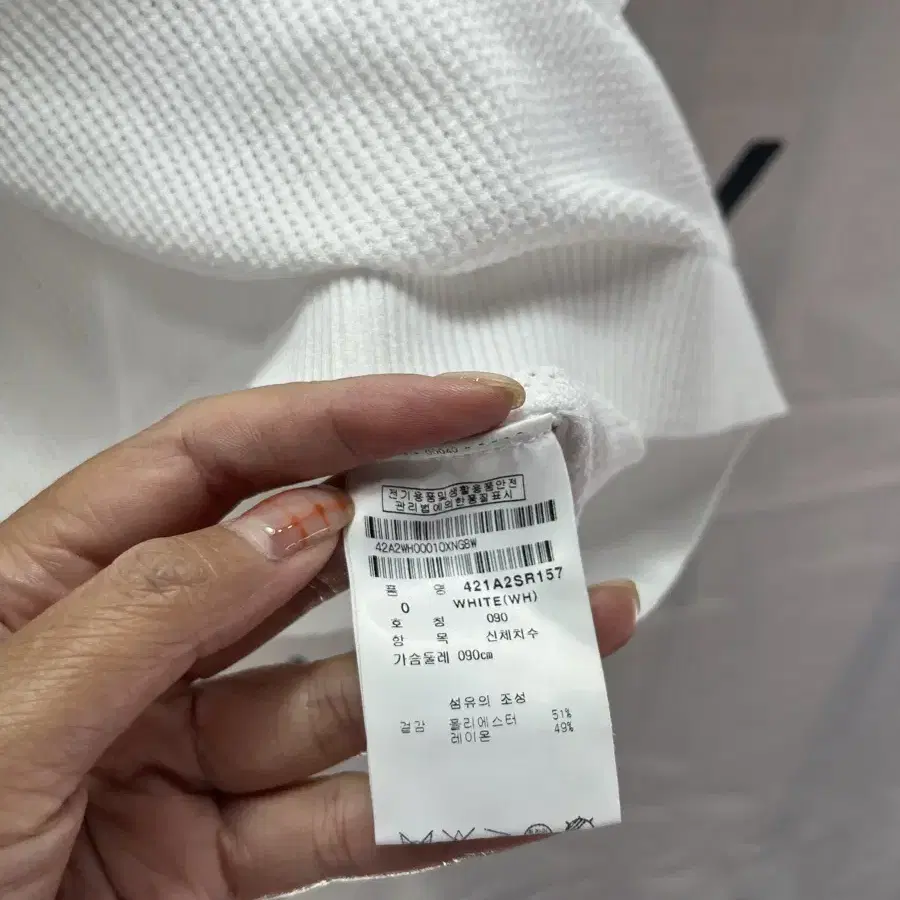 전기용품및생활용품안전
관리법에의한품질표시
42A2WH00010XNGBW
품 명 421A2SR157
0 WHITE(WH)
호 칭 090
항 목 신체치수
가슴둘레 090cm
섬유의 조성
겉감 폴리에스터 51%
레이온 49%